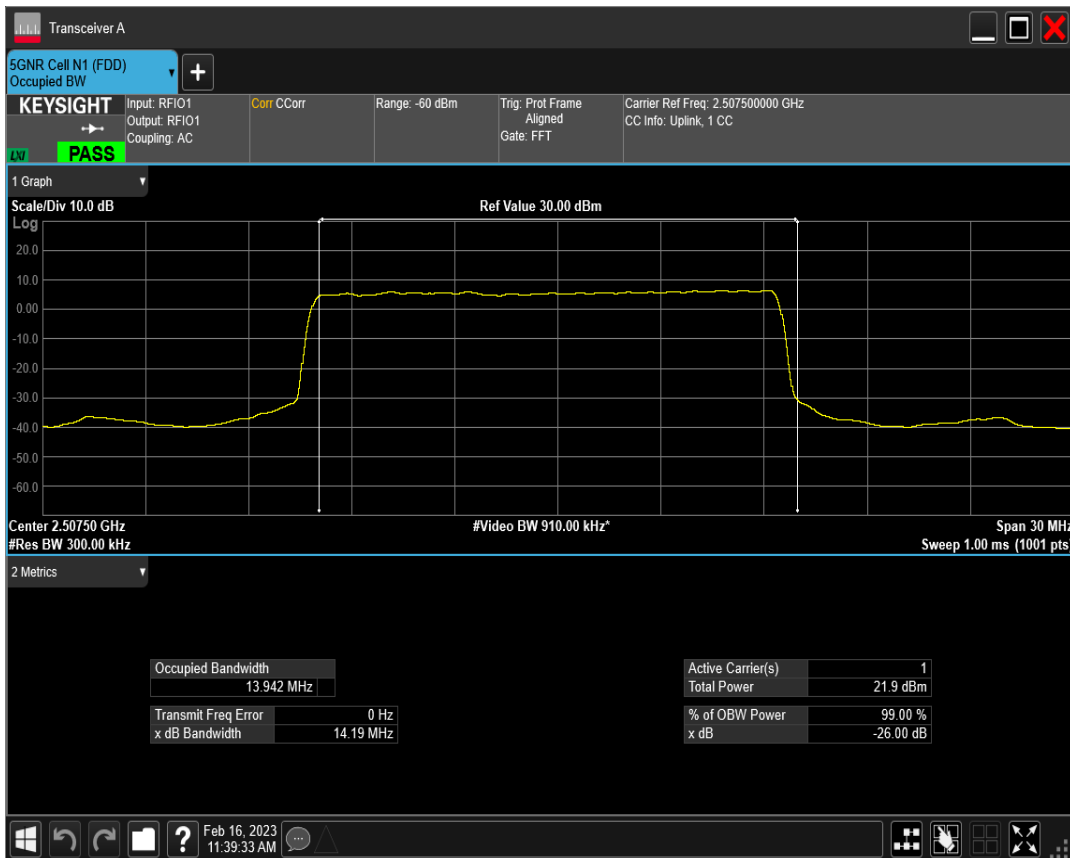 Transceiver A
5GNR Cell N1 (FDD)
Occupied BW
+
KEYSIGHT
LXI
PASS
Input: RFIO1
Output: RFIO1
Coupling: AC
Corr CCorr
Range: -60 dBm
Trig: Prot Frame
Aligned
Gate: FFT
Carrier Ref Freq: 2.507500000 GHz
CC Info: Uplink, 1 CC
1 Graph
Scale/Div 10.0 dB
Ref Value 30.00 dBm
Log
20.0
10.0
0.00
-10.0
-20.0
-30.0
-40.0
-50.0
-60.0
Center 2.50750 GHz
#Video BW 910.00 kHz*
Span 30 MHz
#Res BW 300.00 kHz
Sweep 1.00 ms (1001 pts)
2 Metrics
Occupied Bandwidth
13.942 MHz
Transmit Freq Error 0 Hz
x dB Bandwidth 14.19 MHz
Active Carrier(s) 1
Total Power 21.9 dBm
% of OBW Power 99.00 %
x dB -26.00 dB
?
Feb 16, 2023
11:39:33 AM